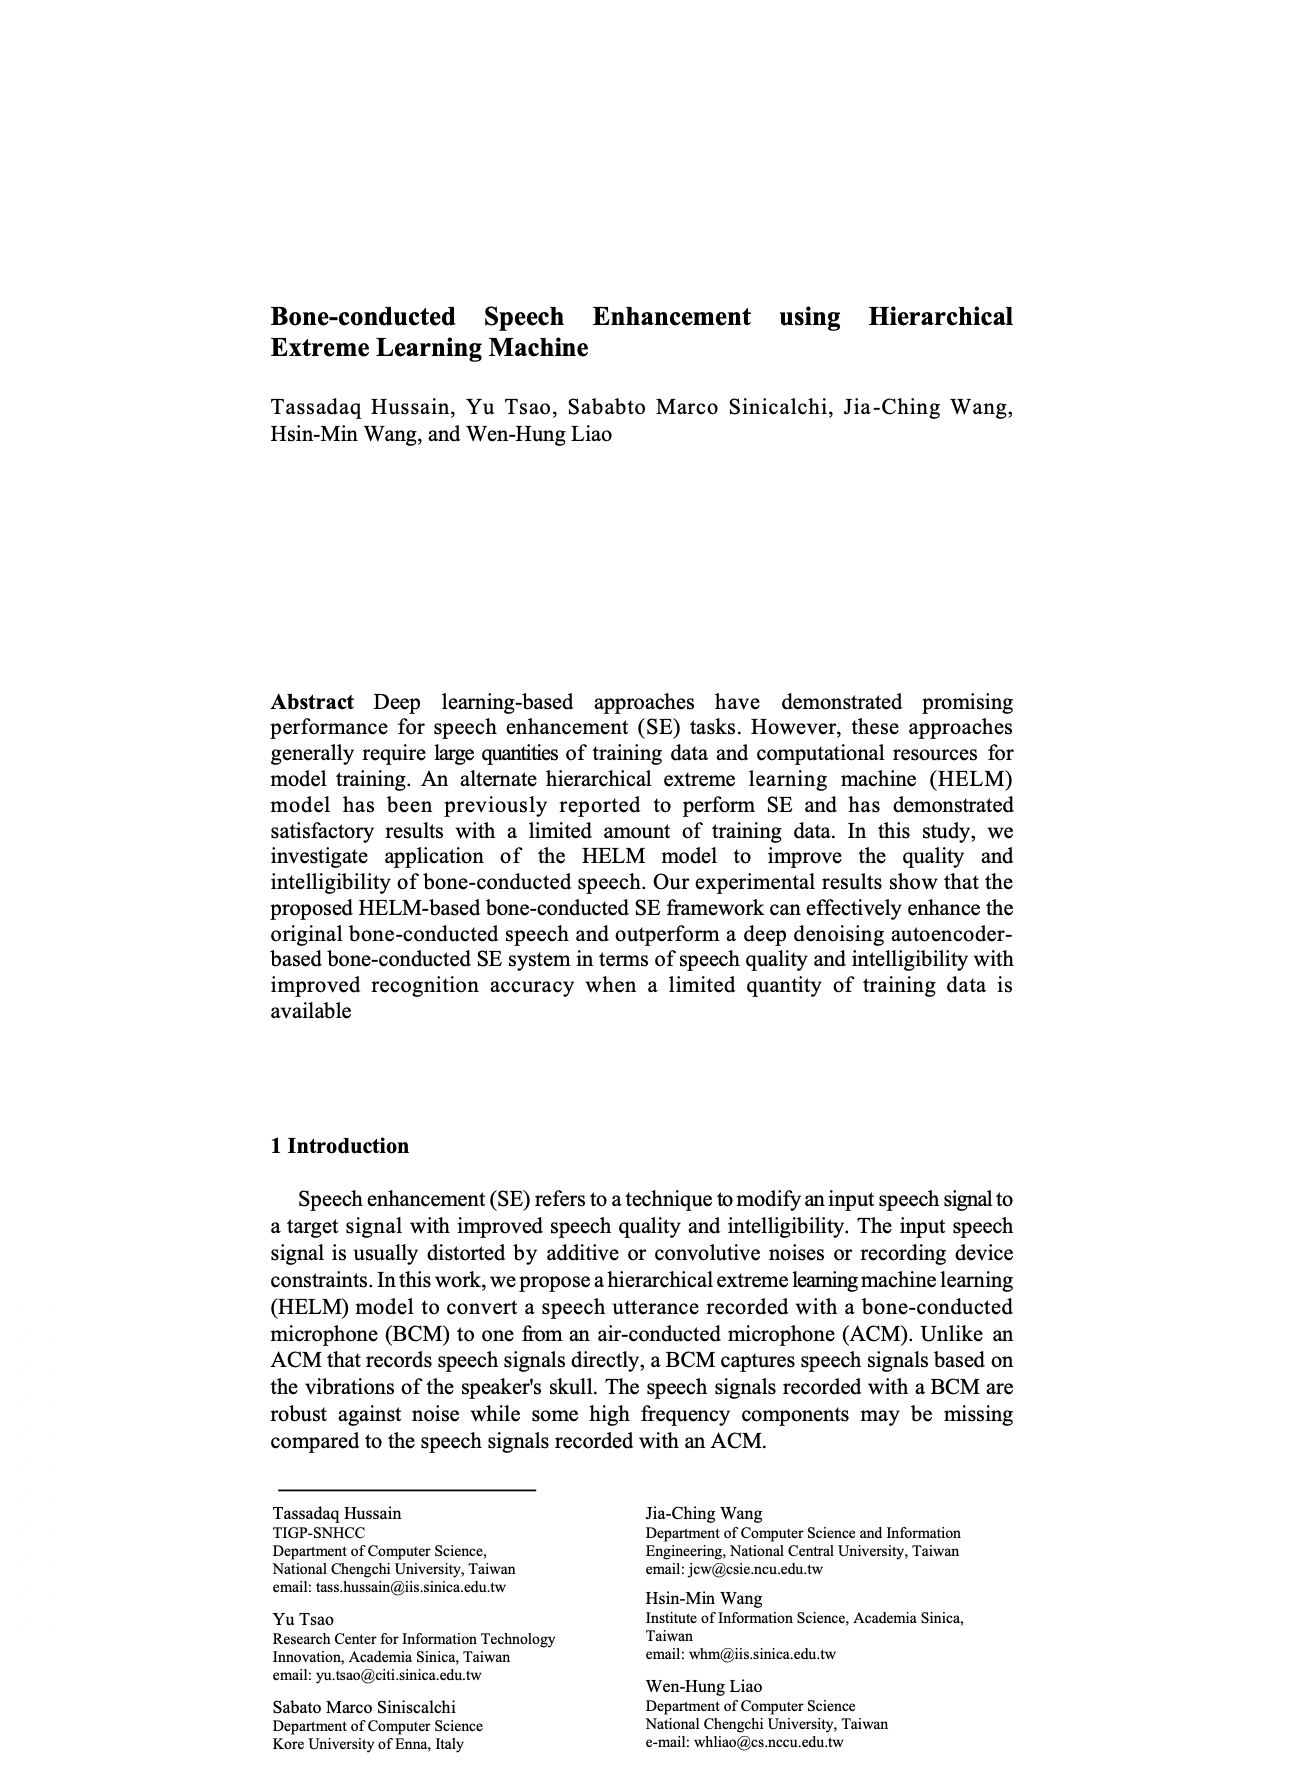 Bone-conducted Speech Enhancement using Hierarchical
Extreme Learning Machine
Tassadaq Hussain, Yu Tsao, Sababto Marco Sinicalchi, Jia-Ching Wang,
Hsin-Min Wang, and Wen-Hung Liao
Abstract Deep learning-based approaches have demonstrated promising
performance for speech enhancement (SE) tasks. However, these approaches
generally require large quantities of training data and computational resources for
model training. An alternate hierarchical extreme learning machine (HELM)
model has been previously reported to perform SE and has demonstrated
satisfactory results with a limited amount of training data. In this study, we
investigate application of the HELM model to improve the quality and
intelligibility of bone-conducted speech. Our experimental results show that the
proposed HELM-based bone-conducted SE framework can effectively enhance the
original bone-conducted speech and outperform a deep denoising autoencoder-
based bone-conducted SE system in terms of speech quality and intelligibility with
improved recognition accuracy when a limited quantity of training data is
available
1 Introduction
Speech enhancement (SE) refers to a technique to modify an input speech signal to
a target signal with improved speech quality and intelligibility. The input speech
signal is usually distorted by additive or convolutive noises or recording device
constraints. In this work, we propose a hierarchical extreme learning machine learning
(HELM) model to convert a speech utterance recorded with a bone-conducted
microphone (BCM) to one from an air-conducted microphone (ACM). Unlike an
ACM that records speech signals directly, a BCM captures speech signals based on
the vibrations of the speaker's skull. The speech signals recorded with a BCM are
robust against noise while some high frequency components may be missing
compared to the speech signals recorded with an ACM.
Tassadaq Hussain
TIGP-SNHCC
Department of Computer Science,
National Chengchi University, Taiwan
email: tass.hussain@iis.sinica.edu.tw
Yu Tsao
Research Center for Information Technology
Innovation, Academia Sinica, Taiwan
email: yu.tsao@citi.sinica.edu.tw
Sabato Marco Siniscalchi
Department of Computer Science
Kore University of Enna, Italy
Jia-Ching Wang
Department of Computer Science and Information
Engineering, National Central University, Taiwan
email: jcw@csie.ncu.edu.tw
Hsin-Min Wang
Institute of Information Science, Academia Sinica,
Taiwan
email: whm@iis.sinica.edu.tw
Wen-Hung Liao
Department of Computer Science
National Chengchi University, Taiwan
e-mail: whliao@cs.nccu.edu.tw